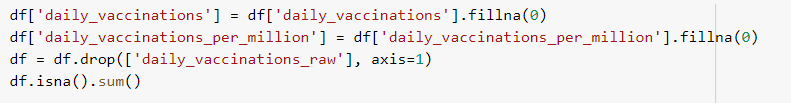 df['daily_vaccinations'] = df['daily_vaccinations'].fillna(0)
df['daily_vaccinations_per_million'] = df['daily_vaccinations_per_million'].fillna(0)
df = df.drop(['daily_vaccinations_raw'], axis=1)
df.isna().sum()